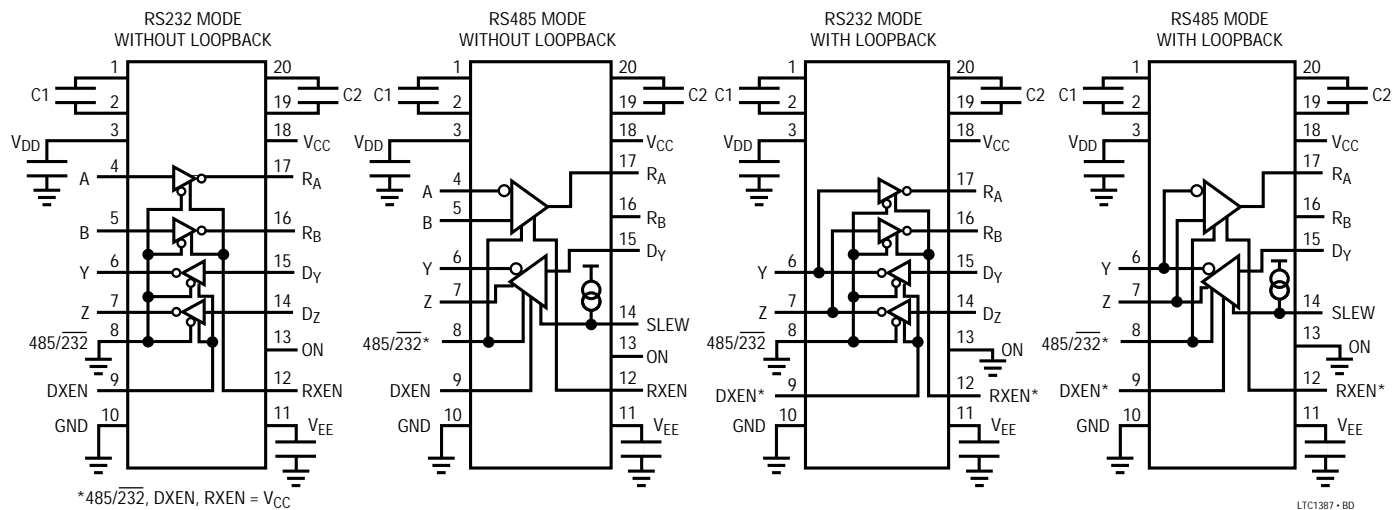 RS232 MODE
WITHOUT LOOPBACK
1
20
C1
C2
2
19
3
18
VDD
VCC
4
17
A
RA
5
16
B
RB
6
15
Y
DY
7
14
Z
DZ
8
485/232
13
ON
9
12
DXEN
RXEN
10
11
GND
VEE
RS485 MODE
WITHOUT LOOPBACK
1
20
C1
C2
2
19
3
18
VDD
VCC
17
RA
4
A
5
B
16
RB
15
DY
6
Y
7
Z
14
SLEW
8
485/232*
13
ON
9
12
DXEN
RXEN
10
11
GND
VEE
RS232 MODE
WITH LOOPBACK
1
20
C1
C2
2
19
3
18
VDD
VCC
17
RA
16
RB
6
15
Y
DY
7
14
Z
DZ
8
485/232
13
ON
9
12
DXEN*
RXEN*
10
11
GND
VEE
RS485 MODE
WITH LOOPBACK
1
20
C1
C2
2
19
3
18
VDD
VCC
17
RA
16
RB
15
DY
6
Y
7
Z
14
SLEW
8
485/232*
13
ON
9
12
DXEN*
RXEN*
10
11
GND
VEE
*485/232, DXEN, RXEN = VCC
LTC1387 • BD